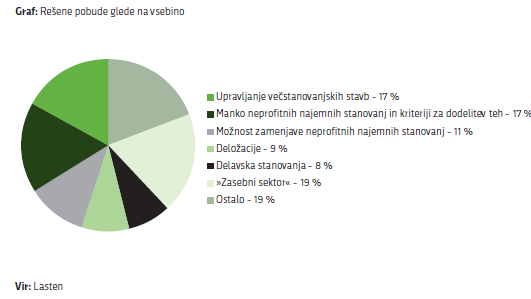 Graf: Rešene pobude glede na vsebino
Upravljanje večstanovanjskih stavb - 17 %
Manko neprofitnih najemnih stanovanj in kriteriji za dodelitev teh - 17 %
Možnost zamenjave neprofitnih najemnih stanovanj - 11 %
Deložacije - 9 %
Delavska stanovanja - 8 %
»Zasebni sektor« - 19 %
Ostalo - 19 %
Vir: Lasten